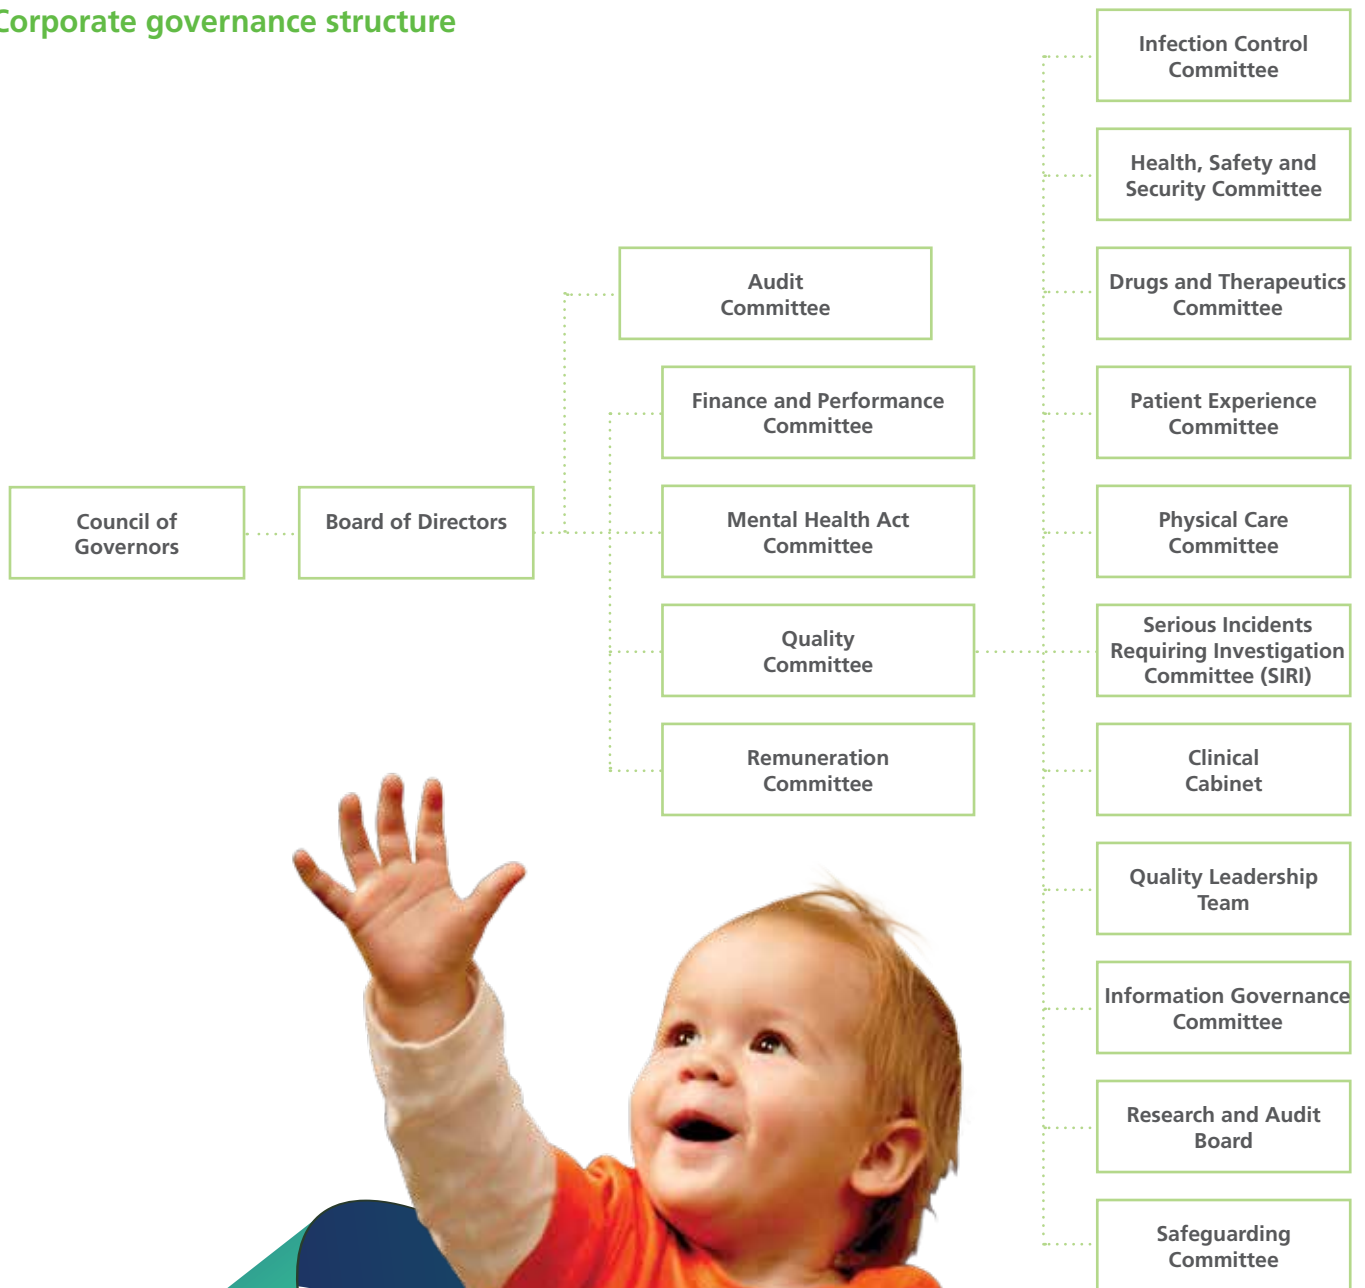 Corporate governance structure
Infection Control
Committee
Health, Safety and
Security Committee
Audit
Committee
Drugs and Therapeutics
Committee
Finance and Performance
Committee
Patient Experience
Committee
Council of
Governors
Board of Directors
Mental Health Act
Committee
Physical Care
Committee
Quality
Committee
Serious Incidents
Requiring Investigation
Committee (SIRI)
Remuneration
Committee
Clinical
Cabinet
Quality Leadership
Team
Information Governance
Committee
Research and Audit
Board
Safeguarding
Committee